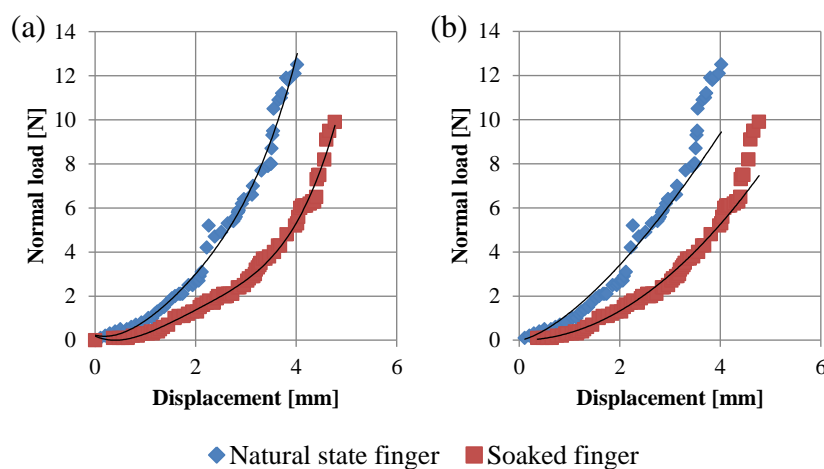 (a)
Normal load [N]
14
12
10
8
6
4
2
0
0 2 4 6
Displacement [mm]
(b)
Normal load [N]
14
12
10
8
6
4
2
0
0 2 4 6
Displacement [mm]
Natural state finger Soaked finger